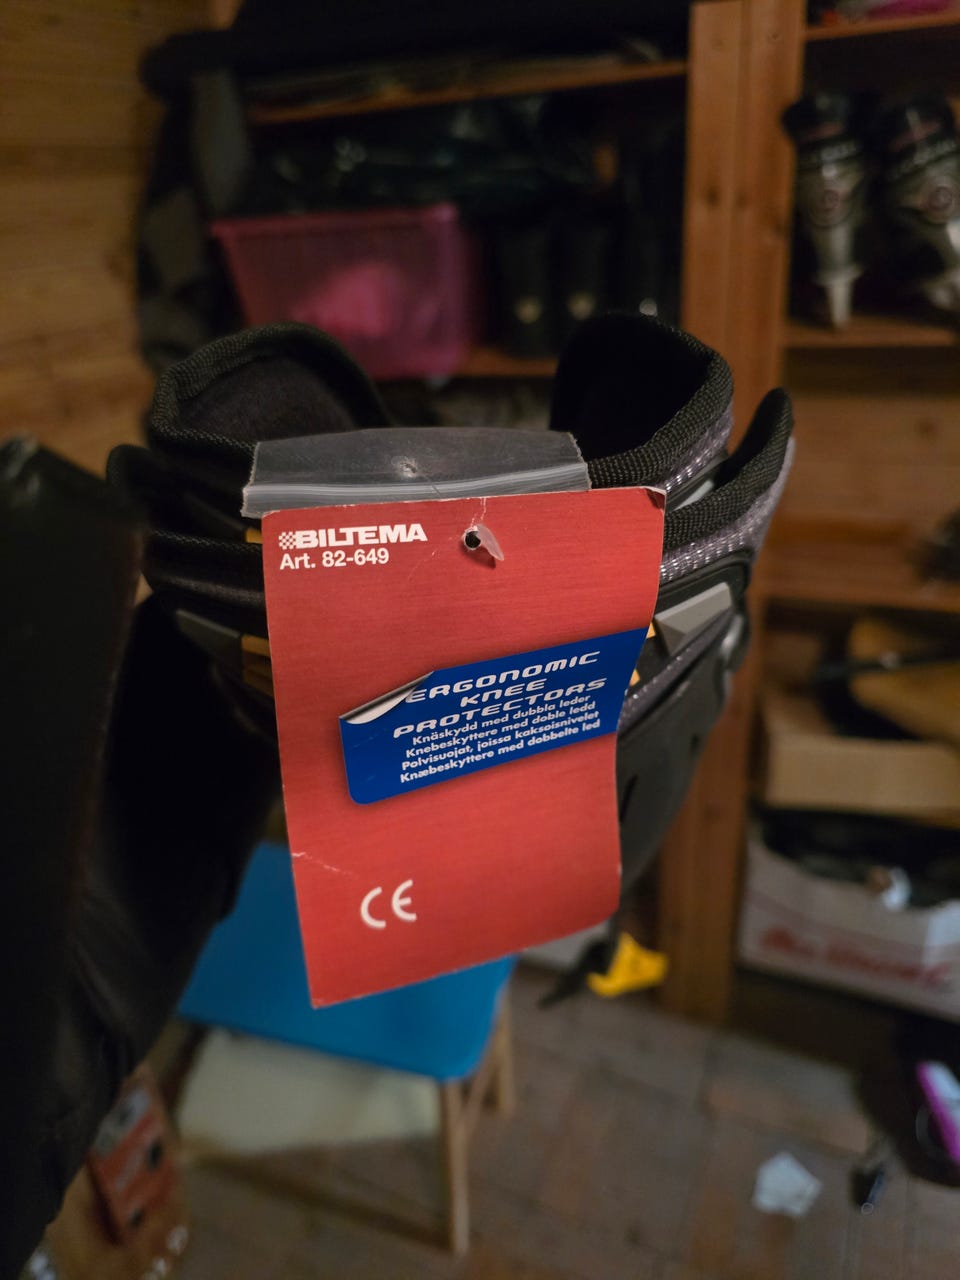 BILTEMA
Art. 82-649
ERGONOMIC
KNEE
PROTECTORS
Knäskydd med dubbla leder
Knebeskyttere med doble ledd
Polvisuojat, joissa kaksoisnivelet
Knæbeskyttere med dobbelte led
CE